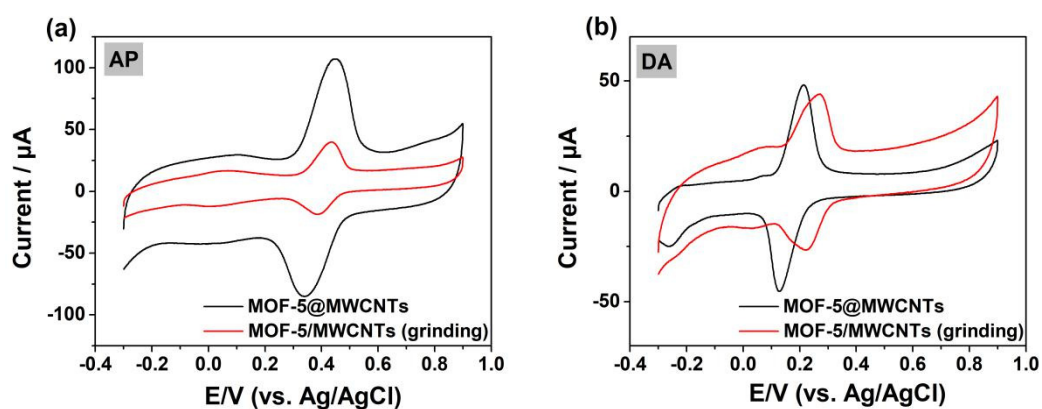 (a)
AP
100
50
0
-50
-100
Current / μA
-0.4 -0.2 0.0 0.2 0.4 0.6 0.8 1.0
E/V (vs. Ag/AgCl)
MOF-5@MWCNTs
MOF-5/MWCNTs (grinding)
(b)
DA
50
0
-50
Current / μA
-0.4 -0.2 0.0 0.2 0.4 0.6 0.8 1.0
E/V (vs. Ag/AgCl)
MOF-5@MWCNTs
MOF-5/MWCNTs (grinding)